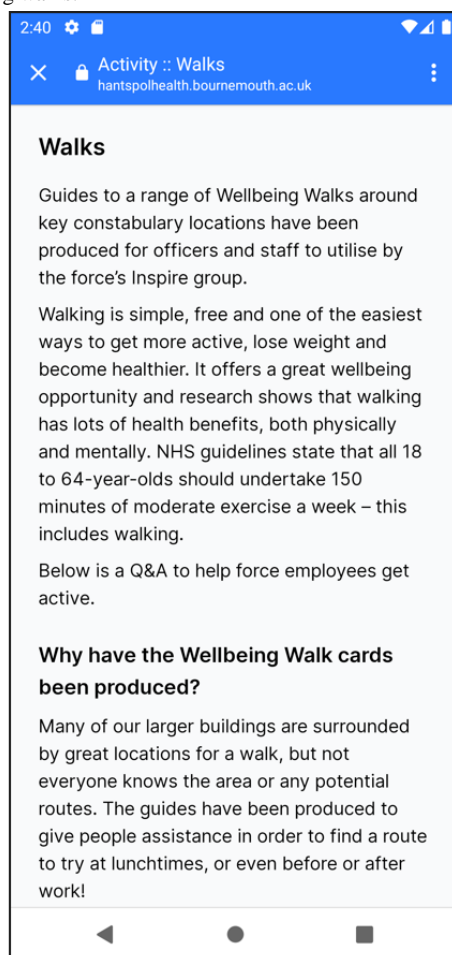 g walks.
2:40
Activity :: Walks
hantspolhealth.bournemouth.ac.uk
Walks
Guides to a range of Wellbeing Walks around
key constabulary locations have been
produced for officers and staff to utilise by
the force's Inspire group.
Walking is simple, free and one of the easiest
ways to get more active, lose weight and
become healthier. It offers a great wellbeing
opportunity and research shows that walking
has lots of health benefits, both physically
and mentally. NHS guidelines state that all 18
to 64-year-olds should undertake 150
minutes of moderate exercise a week – this
includes walking.
Below is a Q&A to help force employees get
active.
Why have the Wellbeing Walk cards
been produced?
Many of our larger buildings are surrounded
by great locations for a walk, but not
everyone knows the area or any potential
routes. The guides have been produced to
give people assistance in order to find a route
to try at lunchtimes, or even before or after
work!